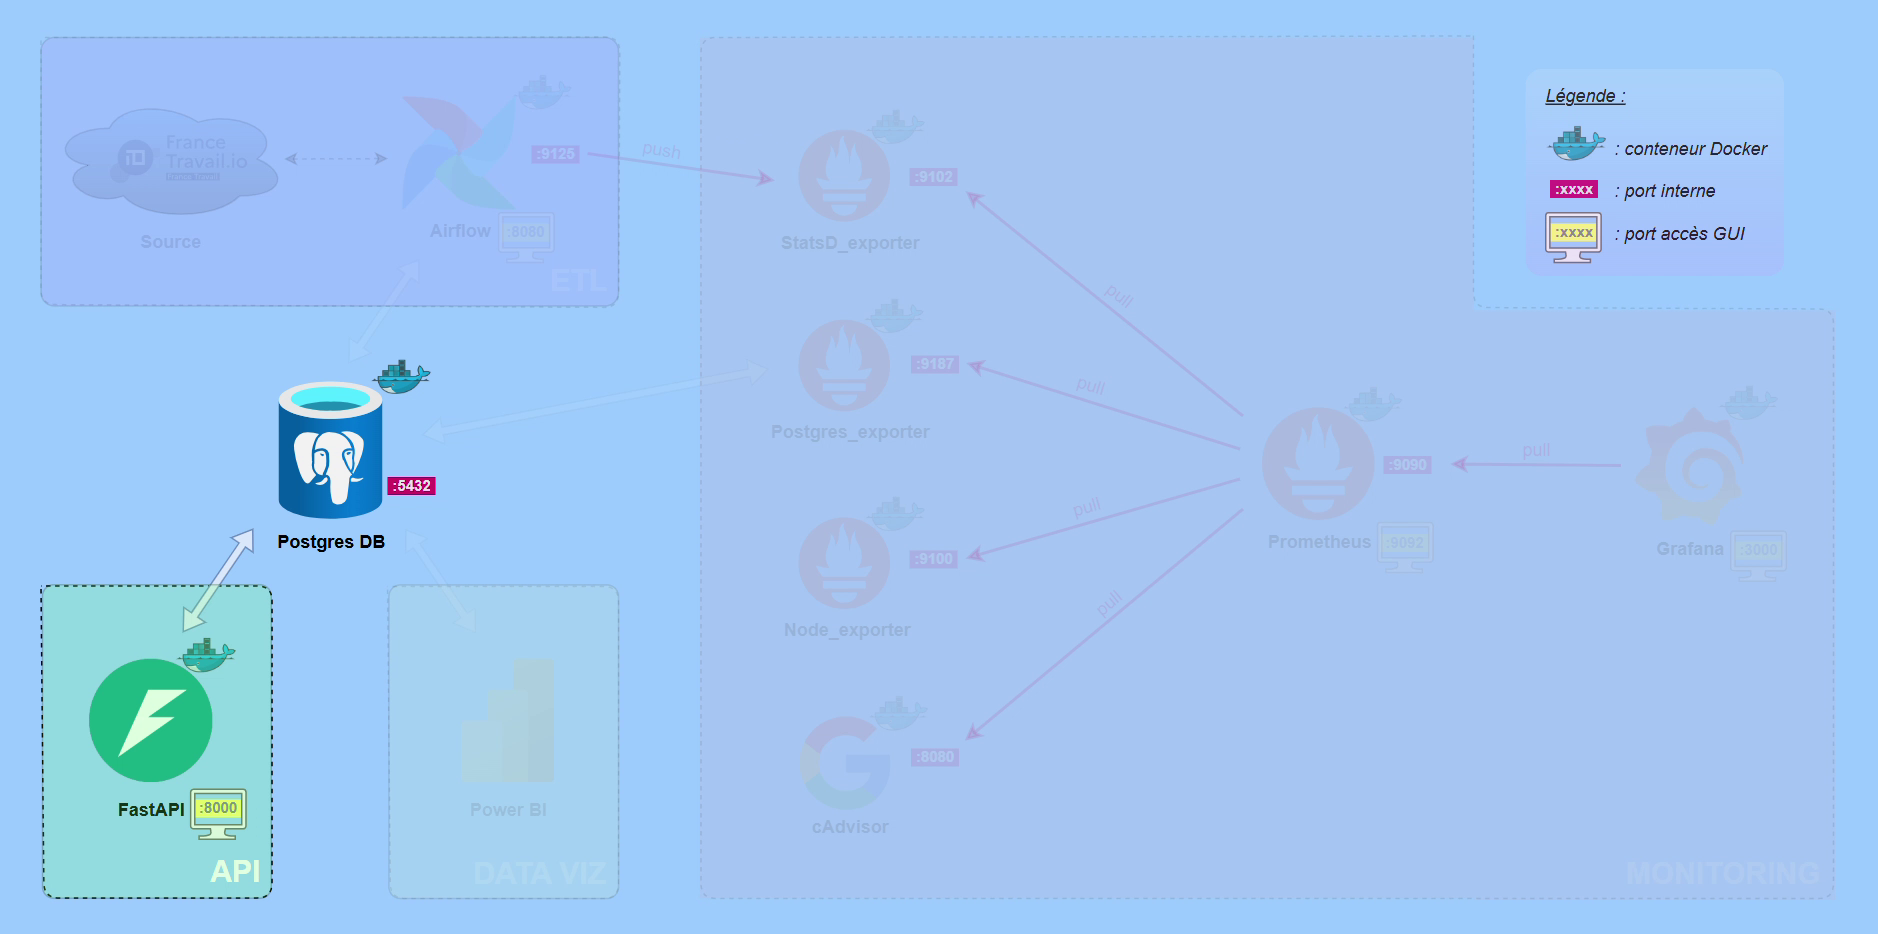 France
Travail.io
France Travail
Source
Airflow
:8080
:9125
ETL
push
StatsD_exporter
:9102
Postgres_exporter
:9187
Node_exporter
:9100
cAdvisor
:8080
pull
pull
pull
pull
Prometheus
:9090
:9092
pull
Grafana
:3000
MONITORING
Légende :
: conteneur Docker
:xxxx
: port interne
:xxxx
: port accès GUI
:5432
Postgres DB
FastAPI
:8000
API
Power BI
DATA VIZ